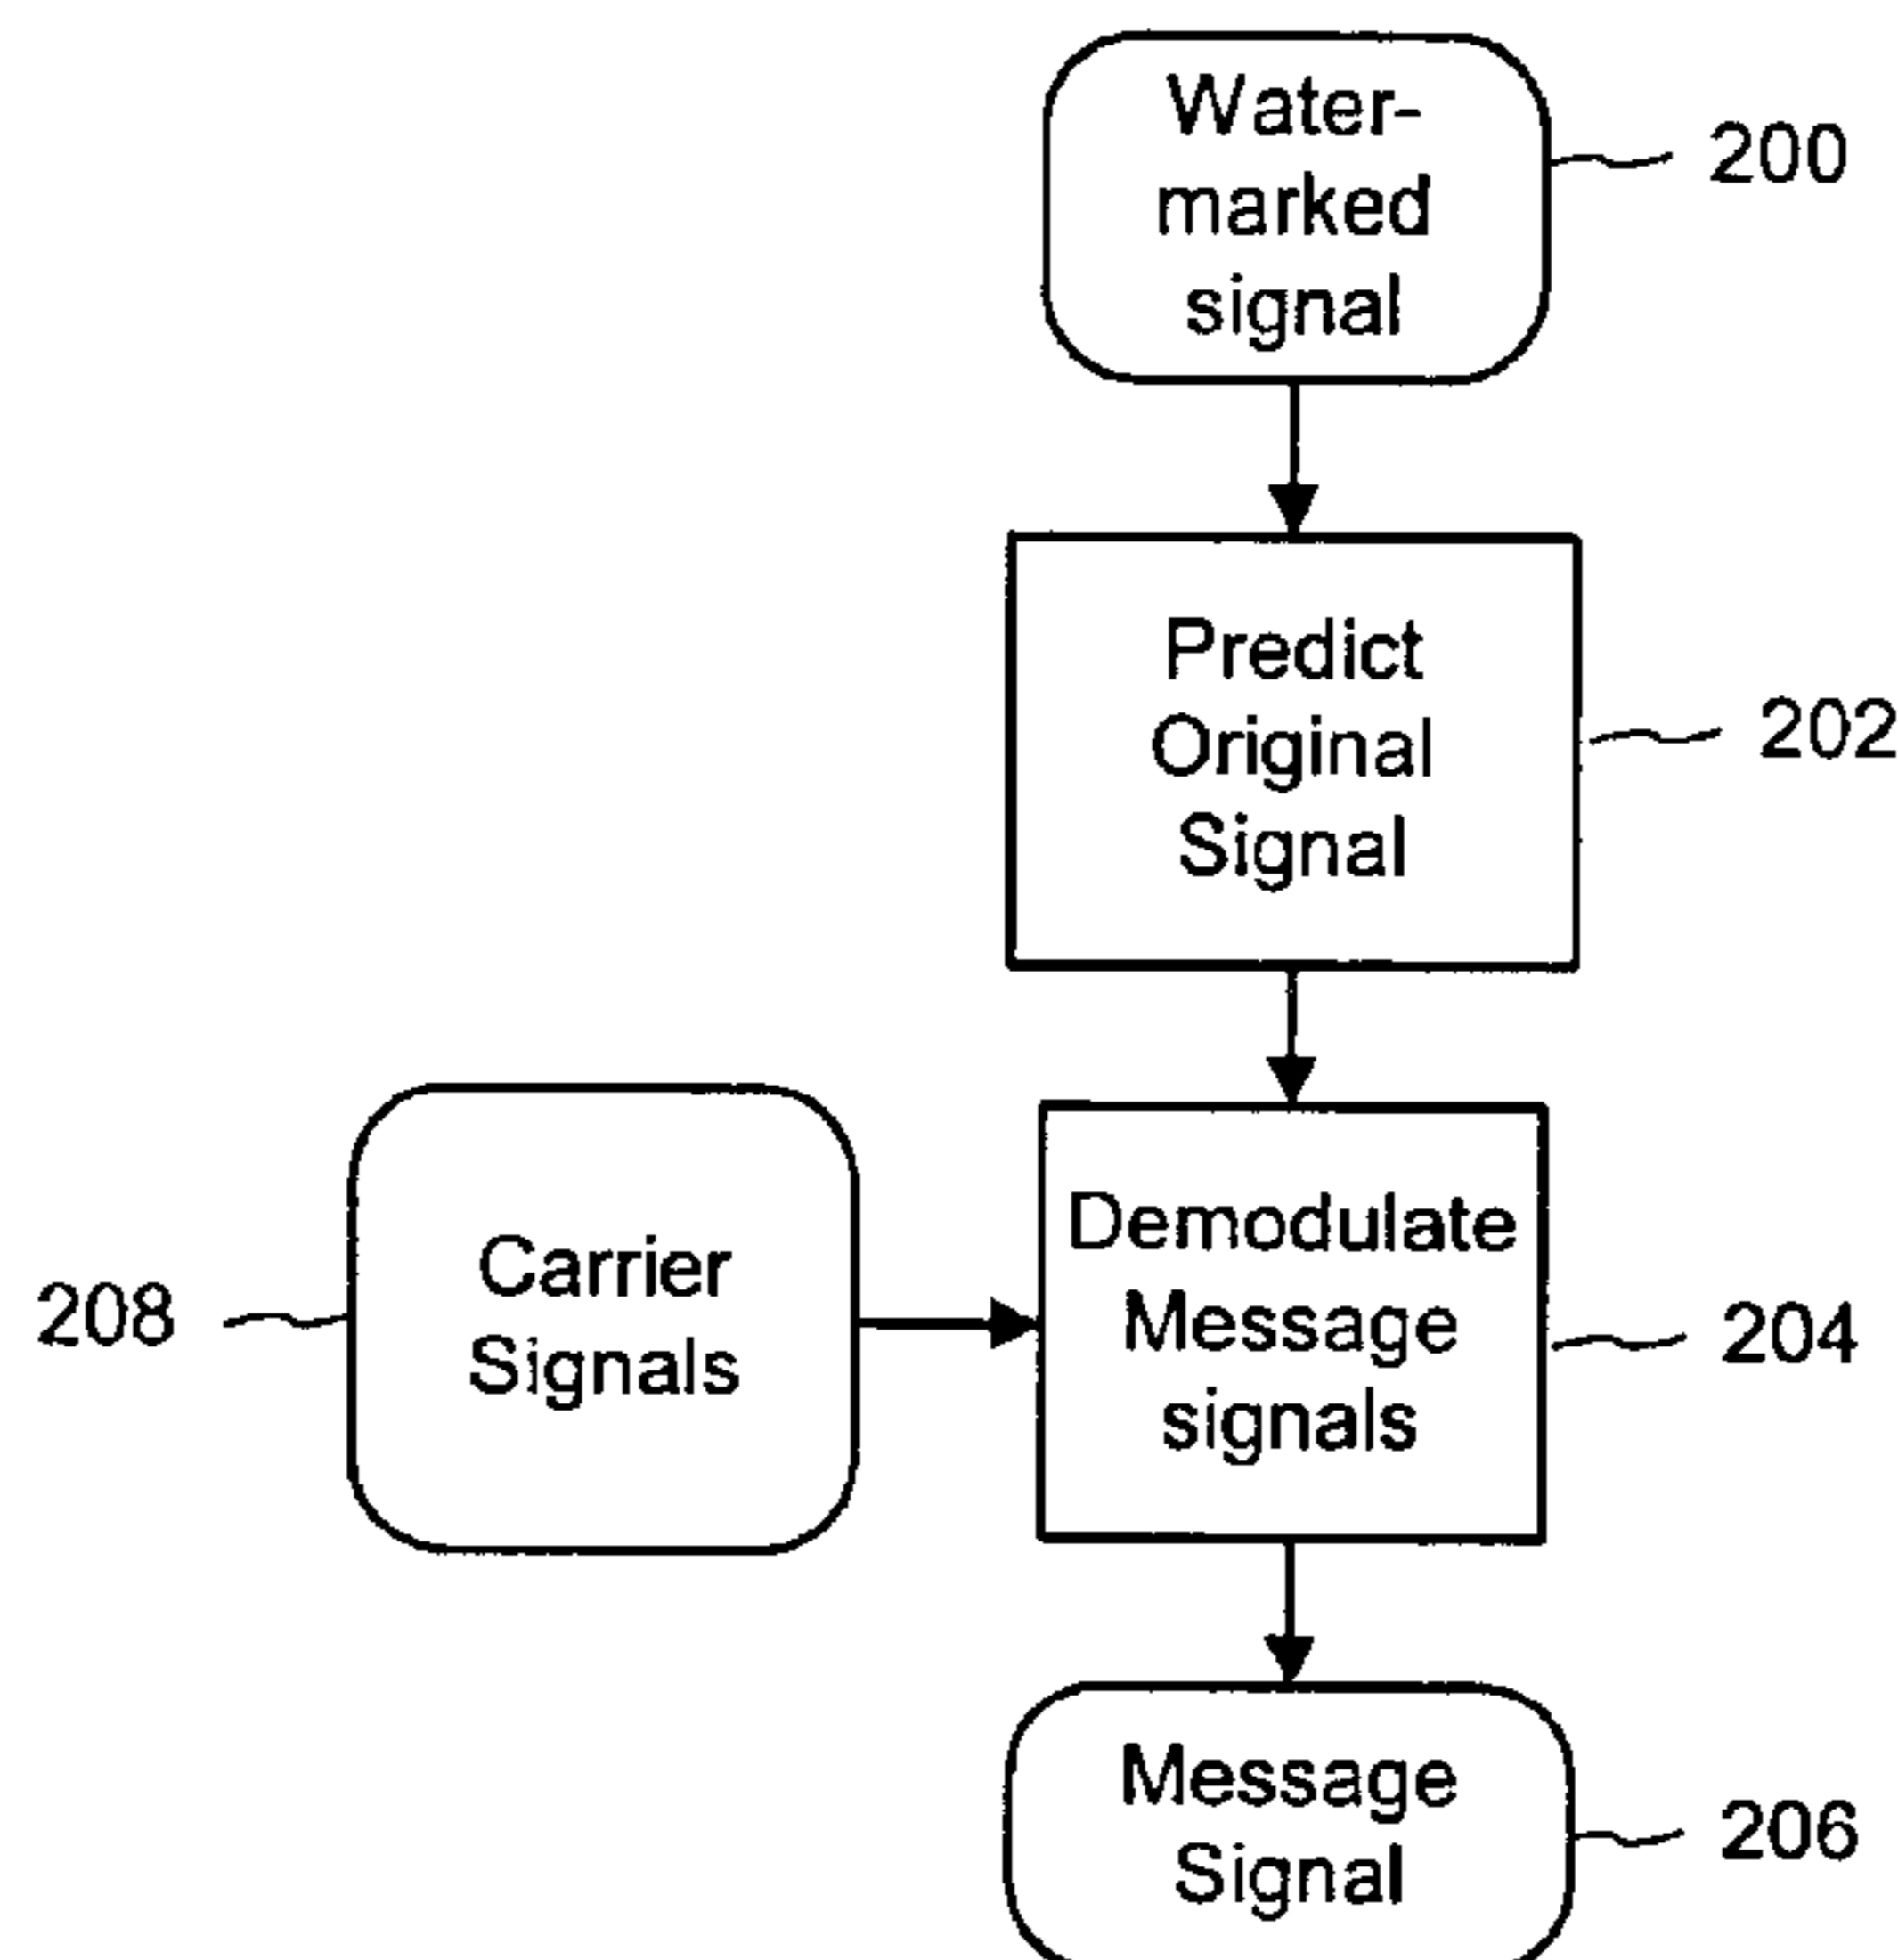 Water-
marked
signal
200
Predict
Original
Signal
202
Carrier
Signals
208
Demodulate
Message
signals
204
Message
Signal
206